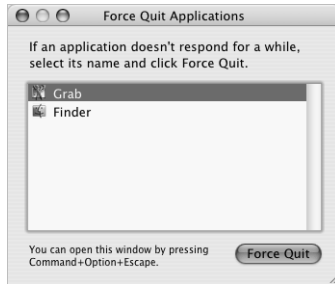 Force Quit Applications
If an application doesn't respond for a while,
select its name and click Force Quit.
Grab
Finder
You can open this window by pressing
Command+Option+Escape.
Force Quit